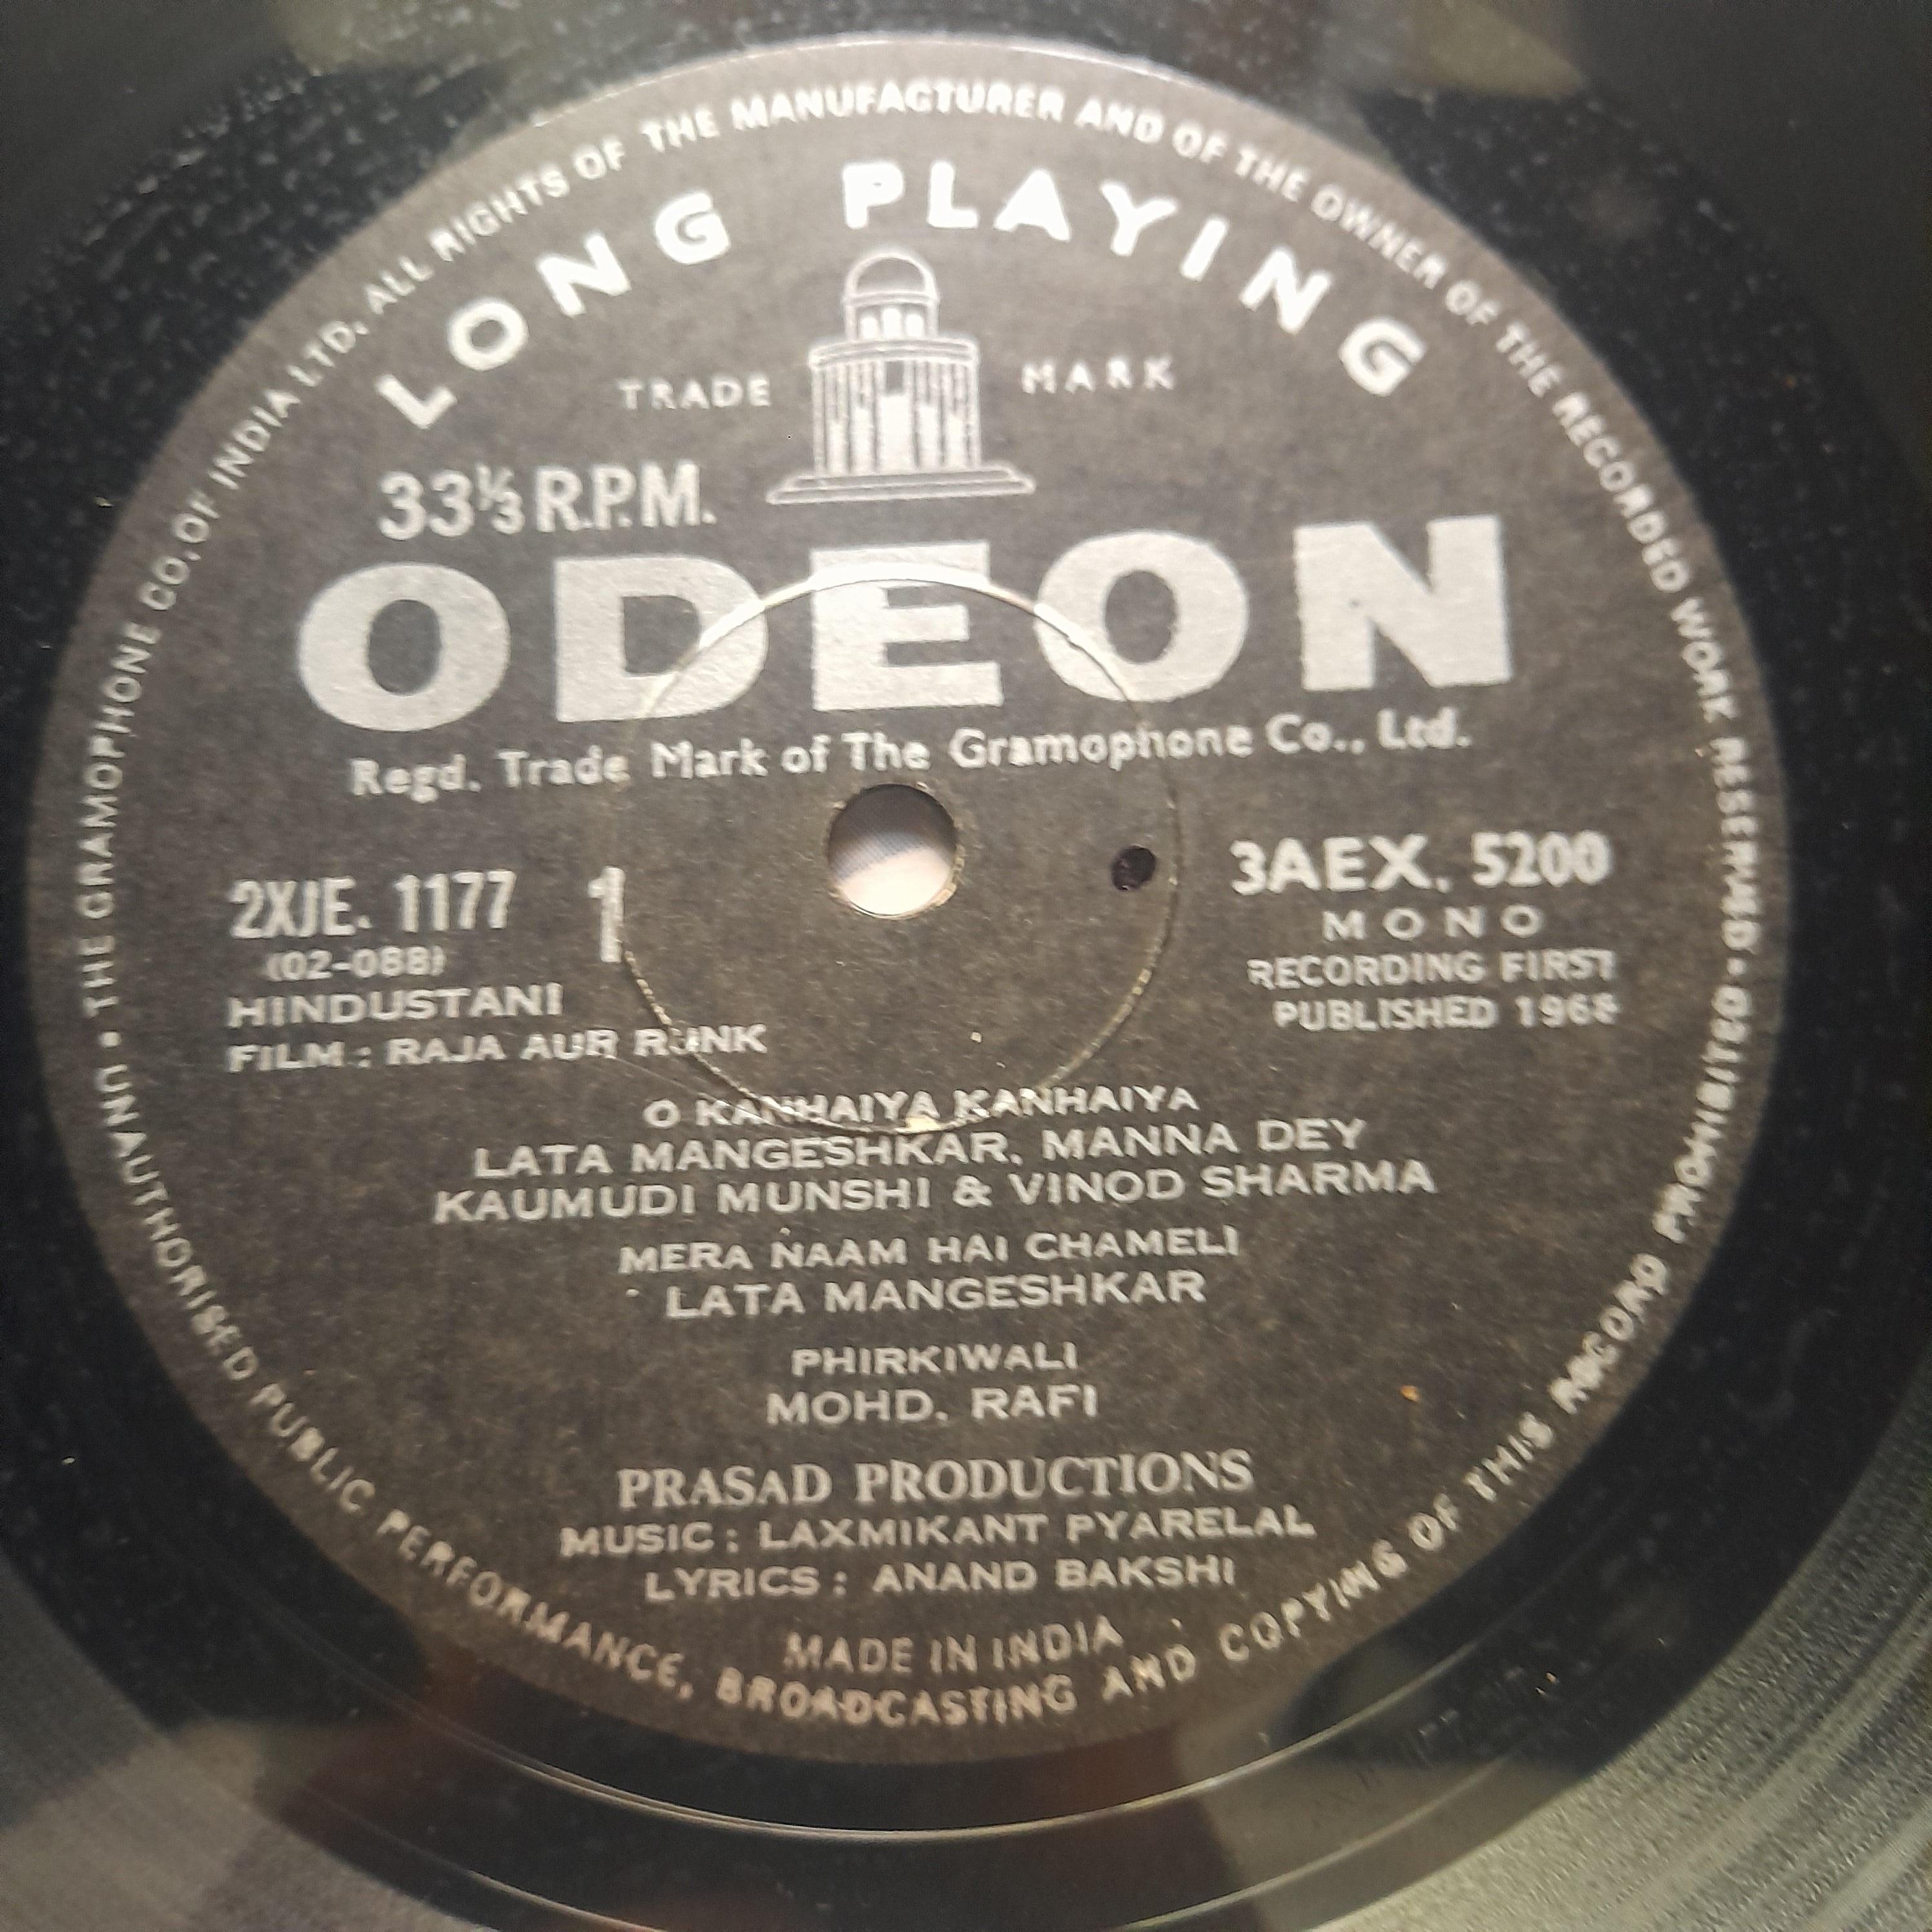 THE GRAMOPHONE CO. OF INDIA LTD. ALL RIGHTS OF THE MANUFACTURER AND OF THE OWNER OF THE RECORDED WORK RESERVED • UNAUTHORISED PUBLIC PERFORMANCE, BROADCASTING AND COPYING OF THIS RECORD PROHIBITED •
LONG PLAYING
TRADE MARK
33⅓ R.P.M.
ODEON
Regd. Trade Mark of The Gramophone Co., Ltd.
2XJE. 1177 1
(02-088)
HINDUSTANI
FILM : RAJA AUR RUNK
3AEX. 5200
MONO
RECORDING FIRST
PUBLISHED 1968
O KANHAIYA KANHAIYA
LATA MANGESHKAR, MANNA DEY
KAUMUDI MUNSHI & VINOD SHARMA
MERA NAAM HAI CHAMELI
LATA MANGESHKAR
PHIRKIWALI
MOHD. RAFI
PRASAD PRODUCTIONS
MUSIC : LAXMIKANT PYARELAL
LYRICS : ANAND BAKSHI
MADE IN INDIA